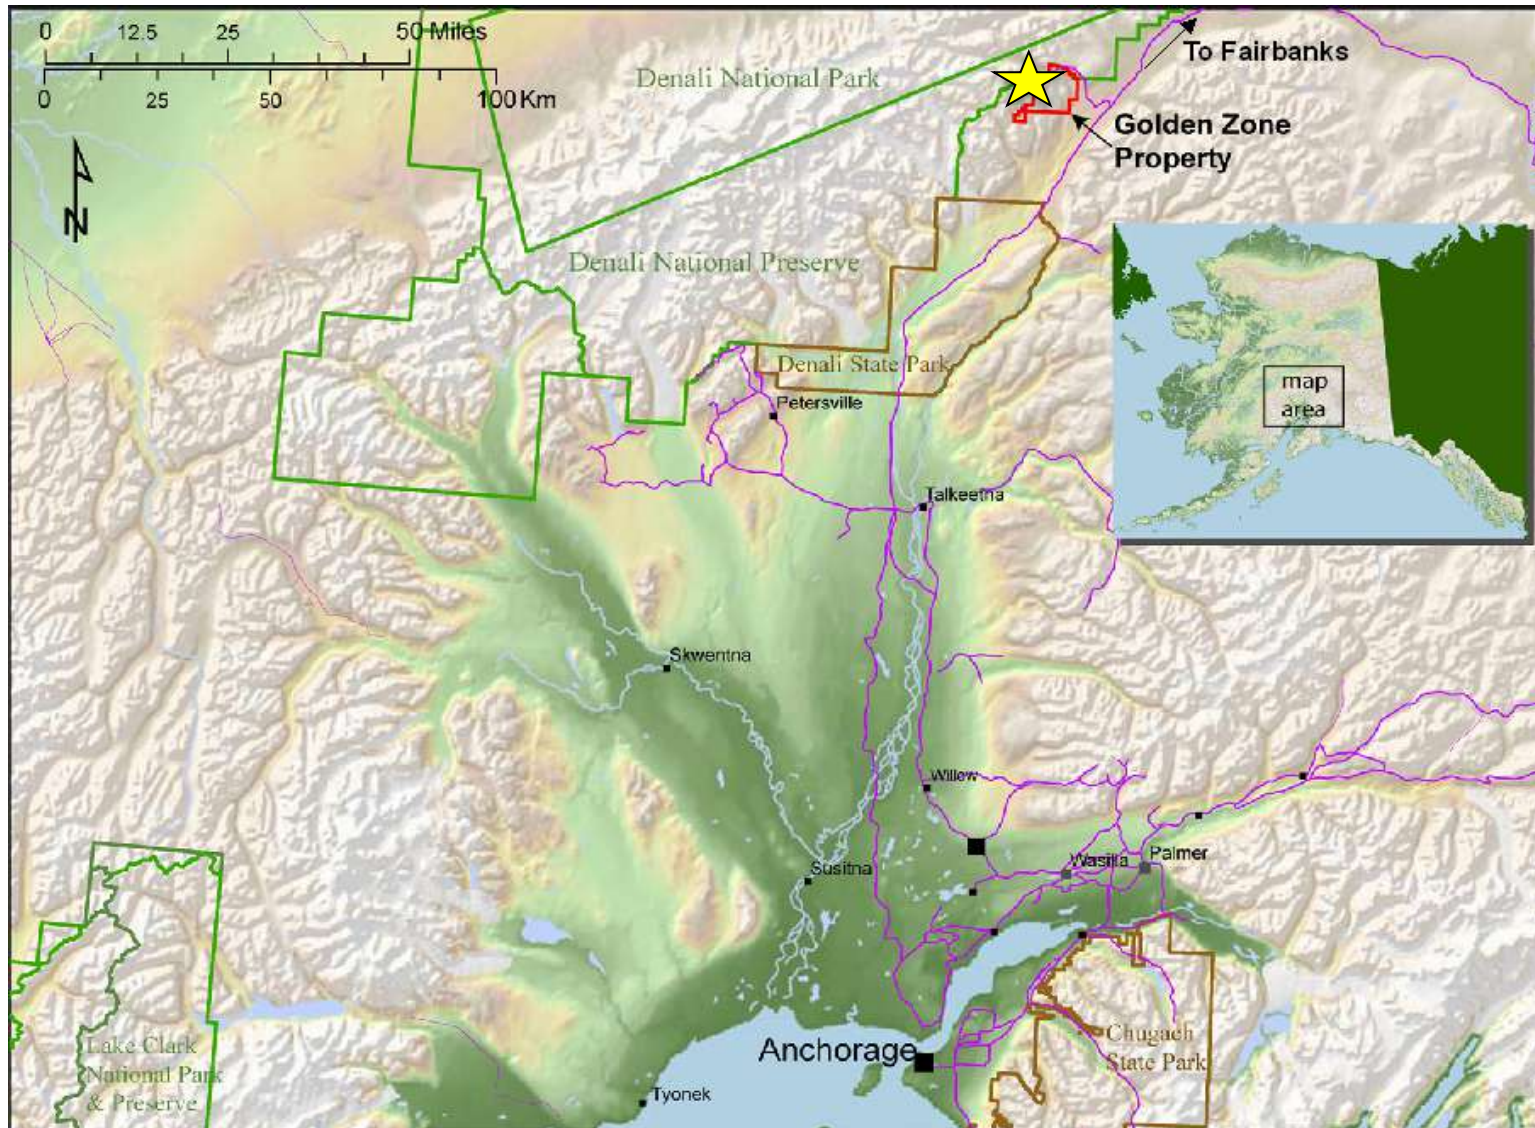 0 12.5 25 50 Miles
0 25 50 100 Km
N
Denali National Park
To Fairbanks
Golden Zone
Property
Denali National Preserve
Denali State Park
map
area
Petersville
Talkeetna
Skwentna
Willow
Susitna
Wasilla
Palmer
Anchorage
Chugach
State Park
Lake Clark
National Park
& Preserve
Tyonek